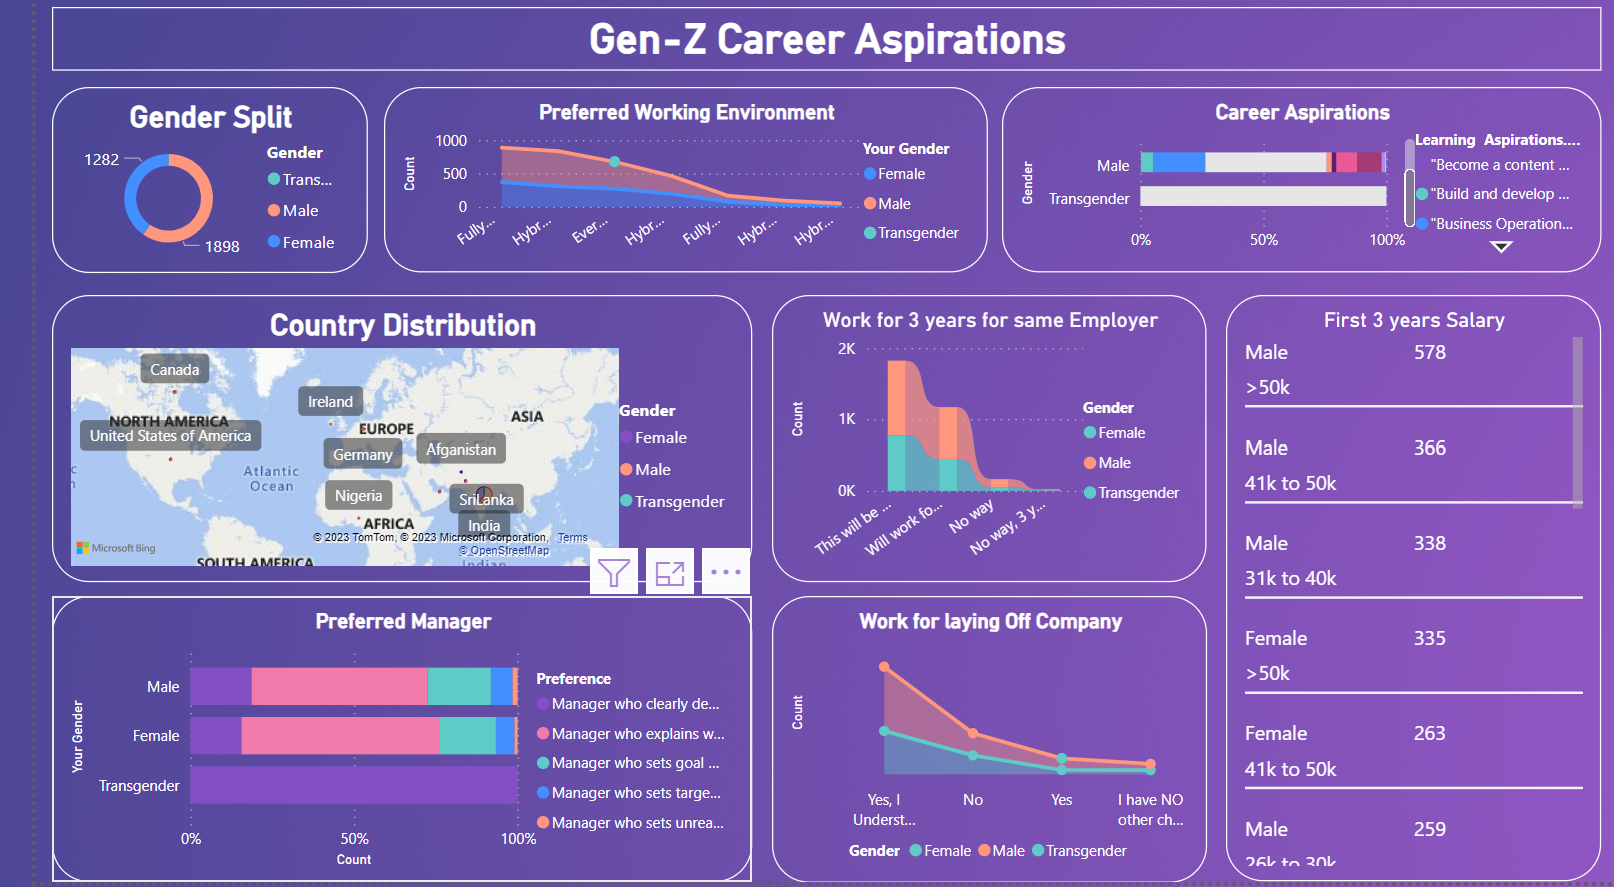 Gen-Z Career Aspirations
Gender Split
1282
1898
Gender
Trans...
Male
Female
Preferred Working Environment
Count
1000
500
0
Fully...
Hybr...
Ever...
Hybr...
Fully...
Hybr...
Hybr...
Your Gender
Female
Male
Transgender
Career Aspirations
Gender
Male
Transgender
0%
50%
100%
Learning Aspirations....
"Become a content ...
"Build and develop ...
"Business Operation...
Country Distribution
Canada
NORTH AMERICA
United States of America
Ireland
EUROPE
ASIA
Germany
Afganistan
Atlantic
Ocean
Nigeria
SriLanka
India
AFRICA
© 2023 TomTom, © 2023 Microsoft Corporation, Terms
© OpenStreetMap
Microsoft Bing
SOUTH AMERICA
Indian
Gender
Female
Male
Transgender
Work for 3 years for same Employer
Count
2K
1K
0K
This will be ...
Will work fo...
No way
No way, 3 y...
Gender
Female
Male
Transgender
First 3 years Salary
Male 578
>50k
Male 366
41k to 50k
Male 338
31k to 40k
Female 335
>50k
Female 263
41k to 50k
Male 259
26k to 30k
Preferred Manager
Your Gender
Male
Female
Transgender
0%
50%
100%
Count
Preference
Manager who clearly de...
Manager who explains w...
Manager who sets goal ...
Manager who sets targe...
Manager who sets unrea...
Work for laying Off Company
Count
Yes, I
Underst...
No
Yes
I have NO
other ch...
Gender Female Male Transgender